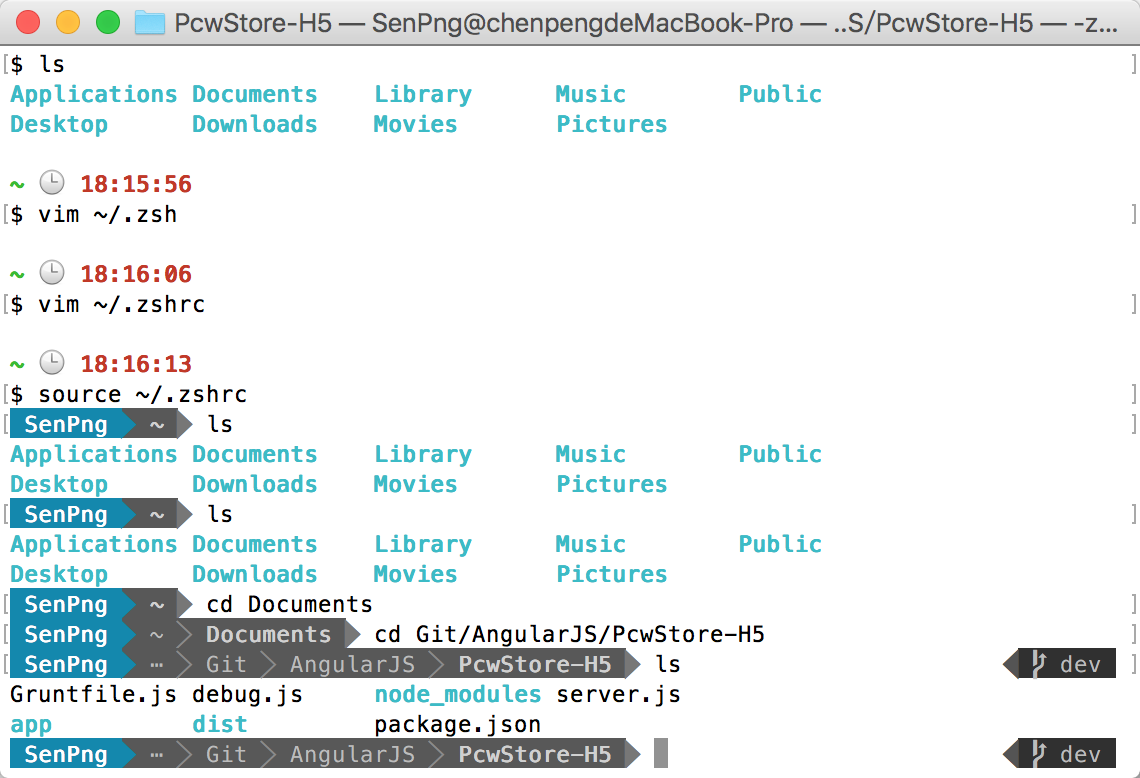 PcwStore-H5 — SenPng@chenpengdeMacBook-Pro — ..S/PcwStore-H5 — -z...
[$ ls ]
Applications Documents Library Music Public
Desktop Downloads Movies Pictures
~ 18:15:56
[$ vim ~/.zsh ]
~ 18:16:06
[$ vim ~/.zshrc ]
~ 18:16:13
[$ source ~/.zshrc ]
[ SenPng ~ ls ]
Applications Documents Library Music Public
Desktop Downloads Movies Pictures
[ SenPng ~ ls ]
Applications Documents Library Music Public
Desktop Downloads Movies Pictures
[ SenPng ~ cd Documents ]
[ SenPng ~ Documents cd Git/AngularJS/PcwStore-H5 ]
[ SenPng ⋯ Git AngularJS PcwStore-H5 ls dev ]
Gruntfile.js debug.js node_modules server.js
app dist package.json
SenPng ⋯ Git AngularJS PcwStore-H5 dev